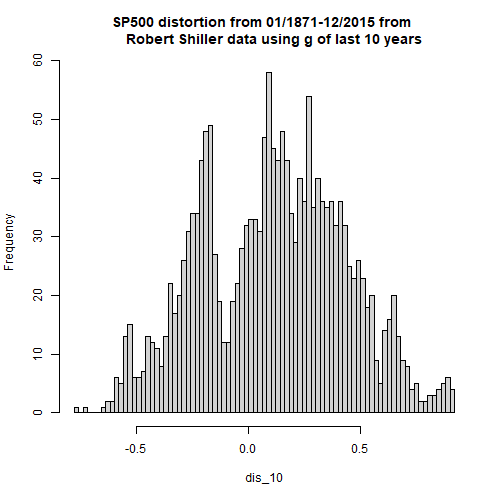 SP500 distortion from 01/1871-12/2015 from
Robert Shiller data using g of last 10 years
60
50
40
30
20
10
0
Frequency
-0.5
0.0
0.5
dis_10